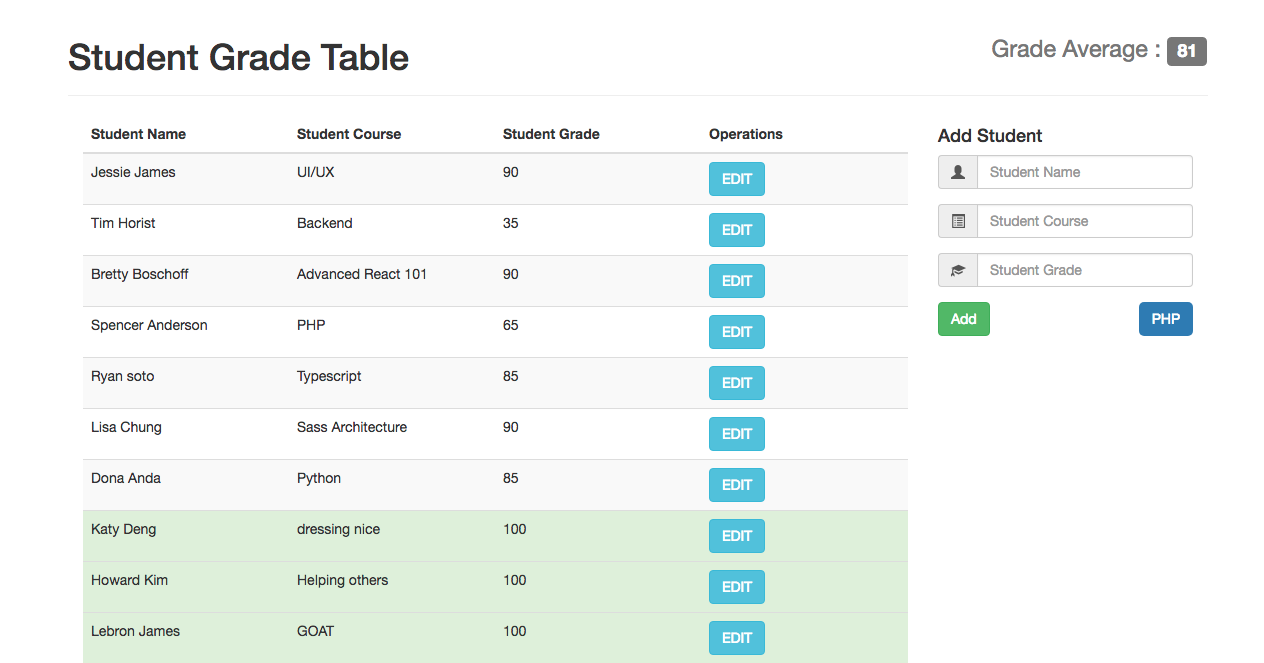 Student Grade Table
Grade Average : 81
Student Name Student Course Student Grade Operations
Jessie James UI/UX 90 EDIT
Tim Horist Backend 35 EDIT
Bretty Boschoff Advanced React 101 90 EDIT
Spencer Anderson PHP 65 EDIT
Ryan soto Typescript 85 EDIT
Lisa Chung Sass Architecture 90 EDIT
Dona Anda Python 85 EDIT
Katy Deng dressing nice 100 EDIT
Howard Kim Helping others 100 EDIT
Lebron James GOAT 100 EDIT
Add Student
Student Name
Student Course
Student Grade
Add PHP